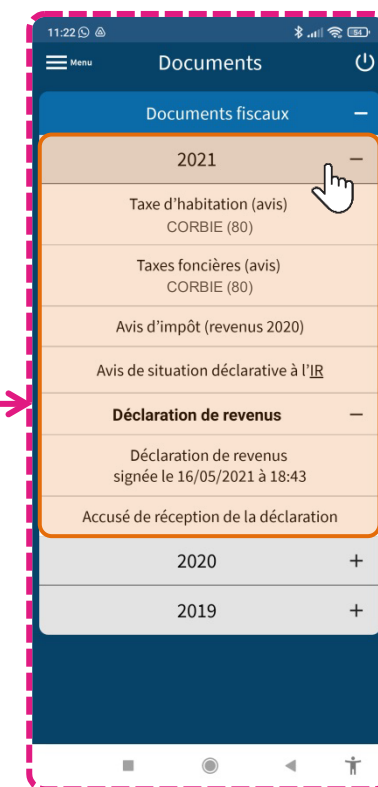 11:22
54
Menu
Documents
Documents fiscaux −
2021 −
Taxe d’habitation (avis)
CORBIE (80)
Taxes foncières (avis)
CORBIE (80)
Avis d’impôt (revenus 2020)
Avis de situation déclarative à l’IR
Déclaration de revenus −
Déclaration de revenus
signée le 16/05/2021 à 18:43
Accusé de réception de la déclaration
2020 +
2019 +